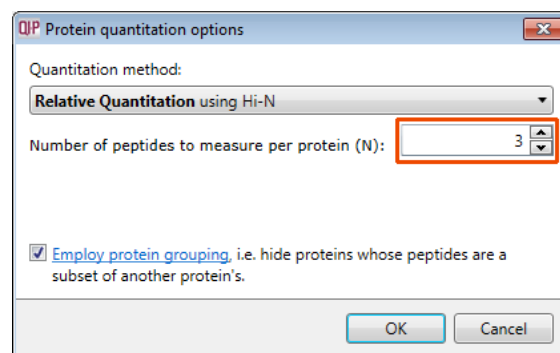 QIP Protein quantitation options
Quantitation method:
Relative Quantitation using Hi-N
Number of peptides to measure per protein (N): 3
Employ protein grouping, i.e. hide proteins whose peptides are a
subset of another protein's.
OK Cancel